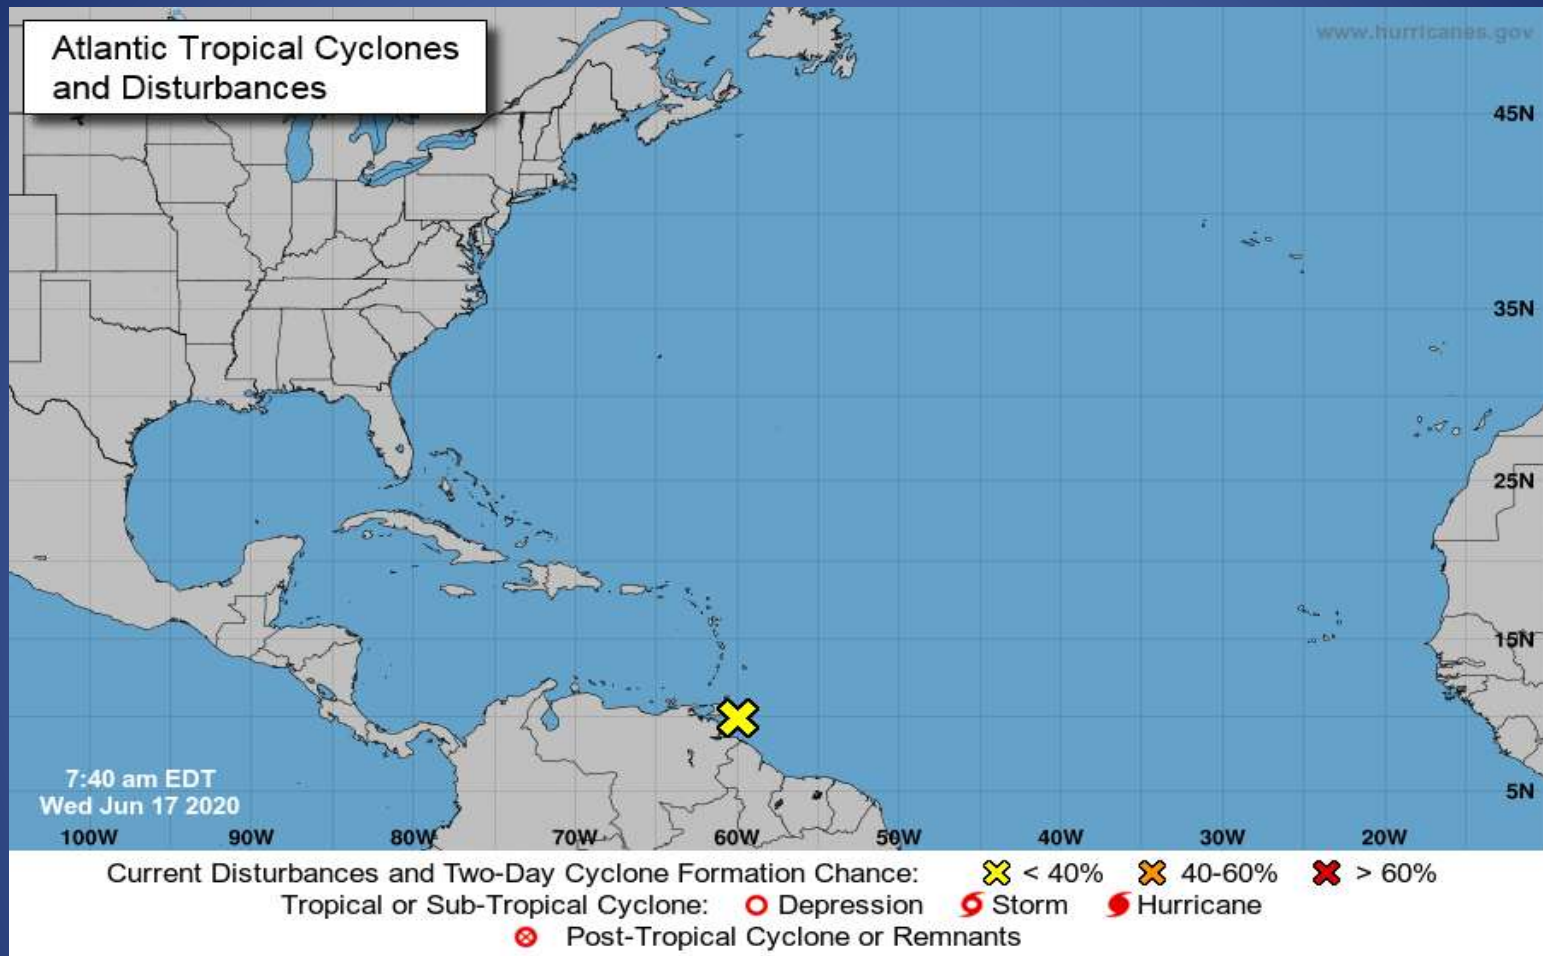 Atlantic Tropical Cyclones
and Disturbances
www.hurricanes.gov
45N
35N
25N
15N
5N
7:40 am EDT
Wed Jun 17 2020
100W 90W 80W 70W 60W 50W 40W 30W 20W
Current Disturbances and Two-Day Cyclone Formation Chance: < 40% 40-60% > 60%
Tropical or Sub-Tropical Cyclone: Depression Storm Hurricane
Post-Tropical Cyclone or Remnants